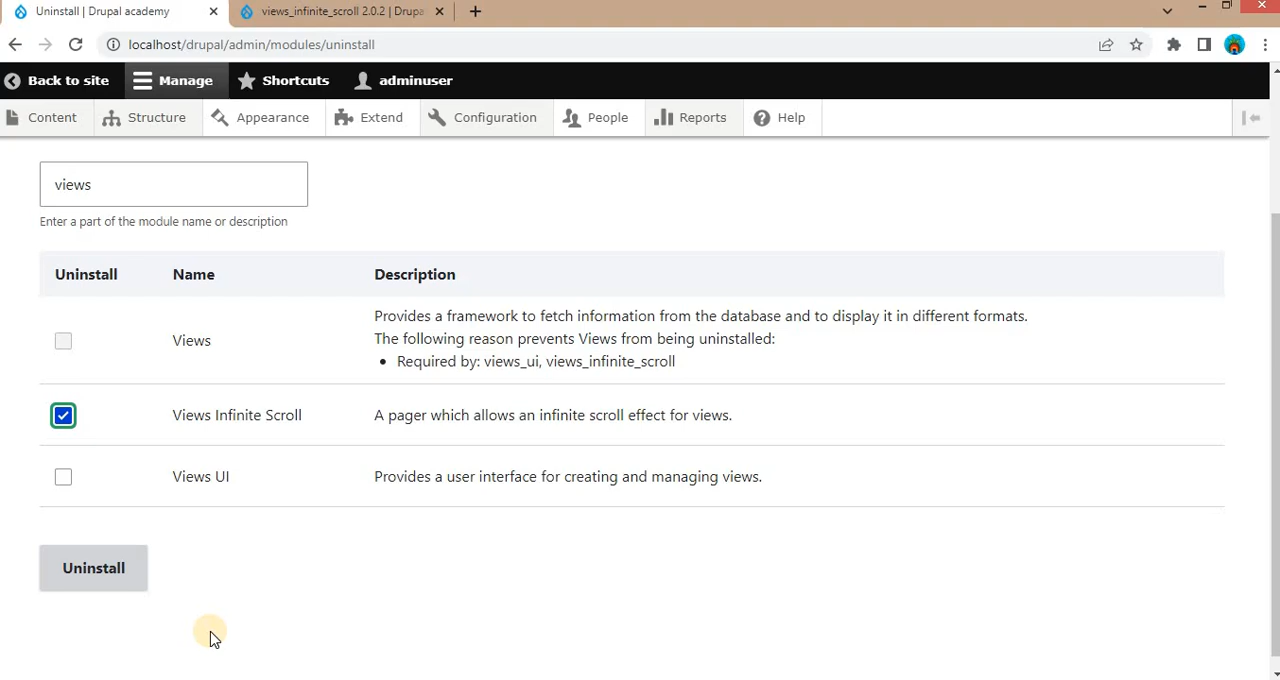 Uninstall | Drupal academy
views_infinite_scroll 2.0.2 | Drupa
localhost/drupal/admin/modules/uninstall
Back to site
Manage
Shortcuts
adminuser
Content
Structure
Appearance
Extend
Configuration
People
Reports
Help
views
Enter a part of the module name or description
Uninstall Name Description
Views
Provides a framework to fetch information from the database and to display it in different formats.
The following reason prevents Views from being uninstalled:
• Required by: views_ui, views_infinite_scroll
Views Infinite Scroll A pager which allows an infinite scroll effect for views.
Views UI Provides a user interface for creating and managing views.
Uninstall